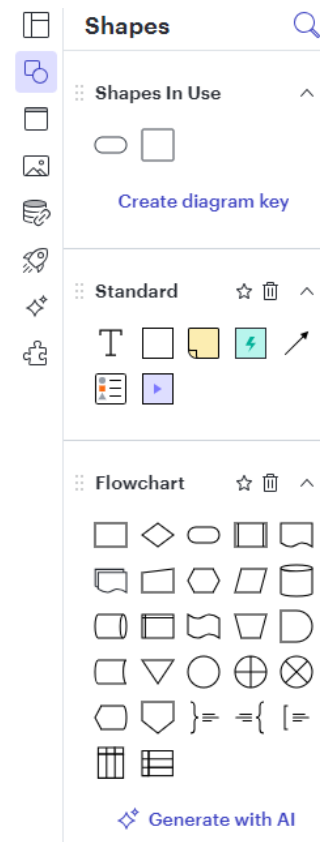 Shapes
Shapes In Use
Create diagram key
Standard
T
Flowchart
Generate with AI